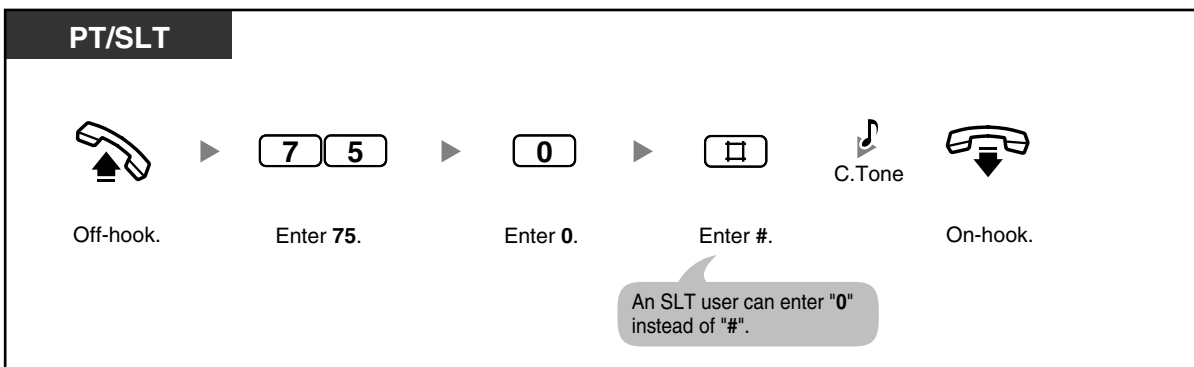 PT/SLT
7 5 0 #
C.Tone
Off-hook. Enter 75. Enter 0. Enter #. On-hook.
An SLT user can enter "0"
instead of "#".